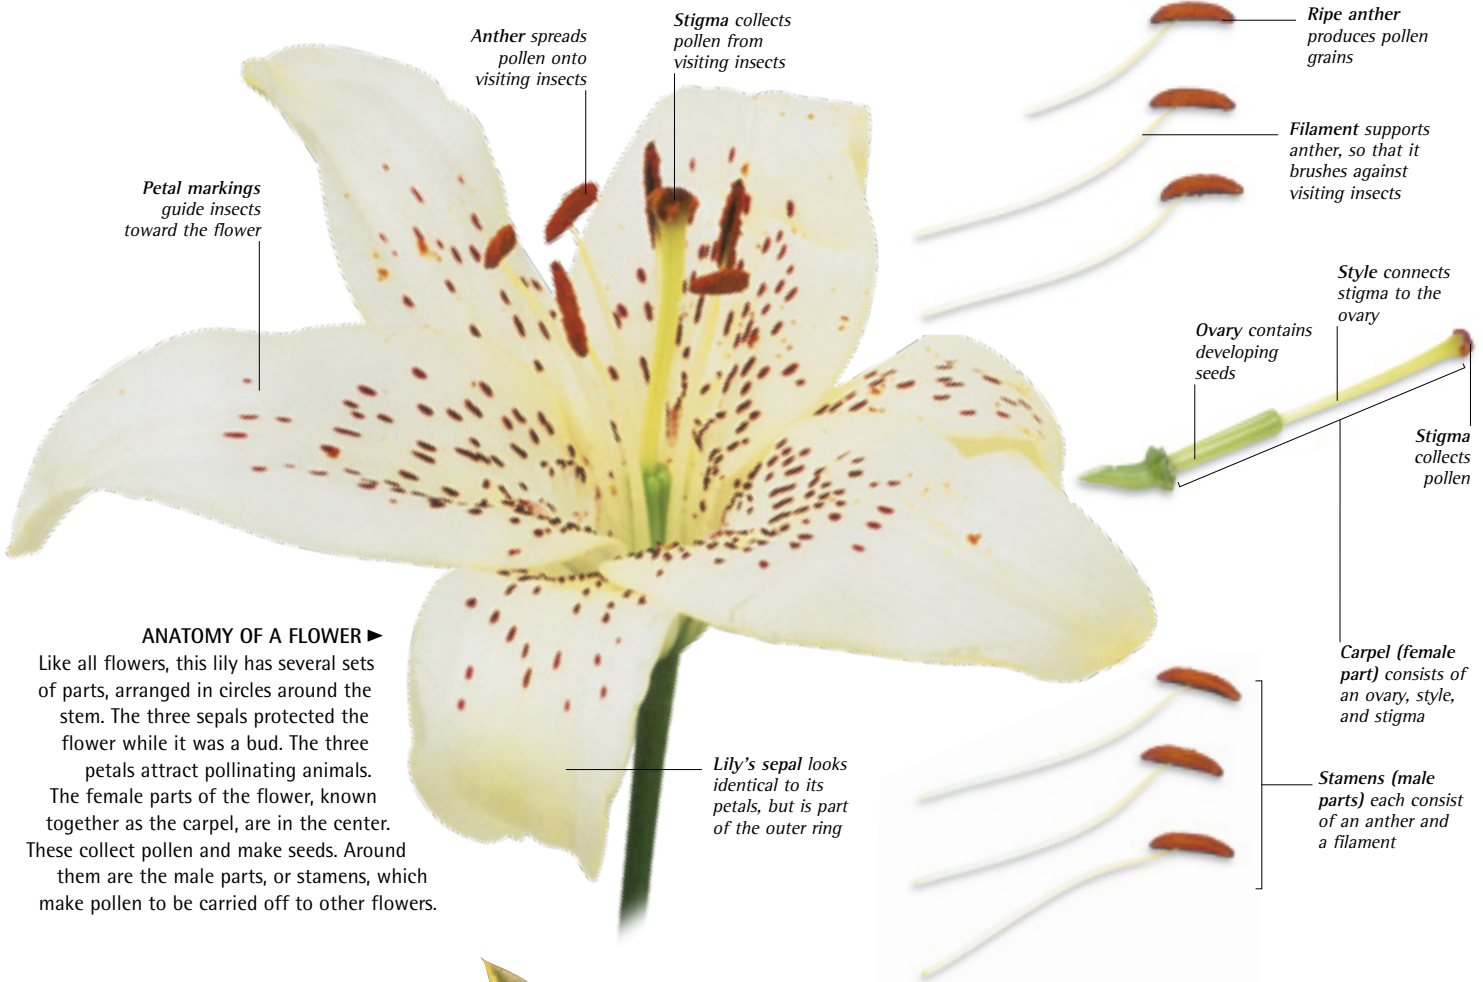 Anther spreads
pollen onto
visiting insects
Stigma collects
pollen from
visiting insects
Ripe anther
produces pollen
grains
Filament supports
anther, so that it
brushes against
visiting insects
Petal markings
guide insects
toward the flower
Style connects
stigma to the
ovary
Ovary contains
developing
seeds
Stigma
collects
pollen
ANATOMY OF A FLOWER ►
Like all flowers, this lily has several sets
of parts, arranged in circles around the
stem. The three sepals protected the
flower while it was a bud. The three
petals attract pollinating animals.
The female parts of the flower, known
together as the carpel, are in the center.
These collect pollen and make seeds. Around
them are the male parts, or stamens, which
make pollen to be carried off to other flowers.
Carpel (female
part) consists of
an ovary, style,
and stigma
Lily's sepal looks
identical to its
petals, but is part
of the outer ring
Stamens (male
parts) each consist
of an anther and
a filament